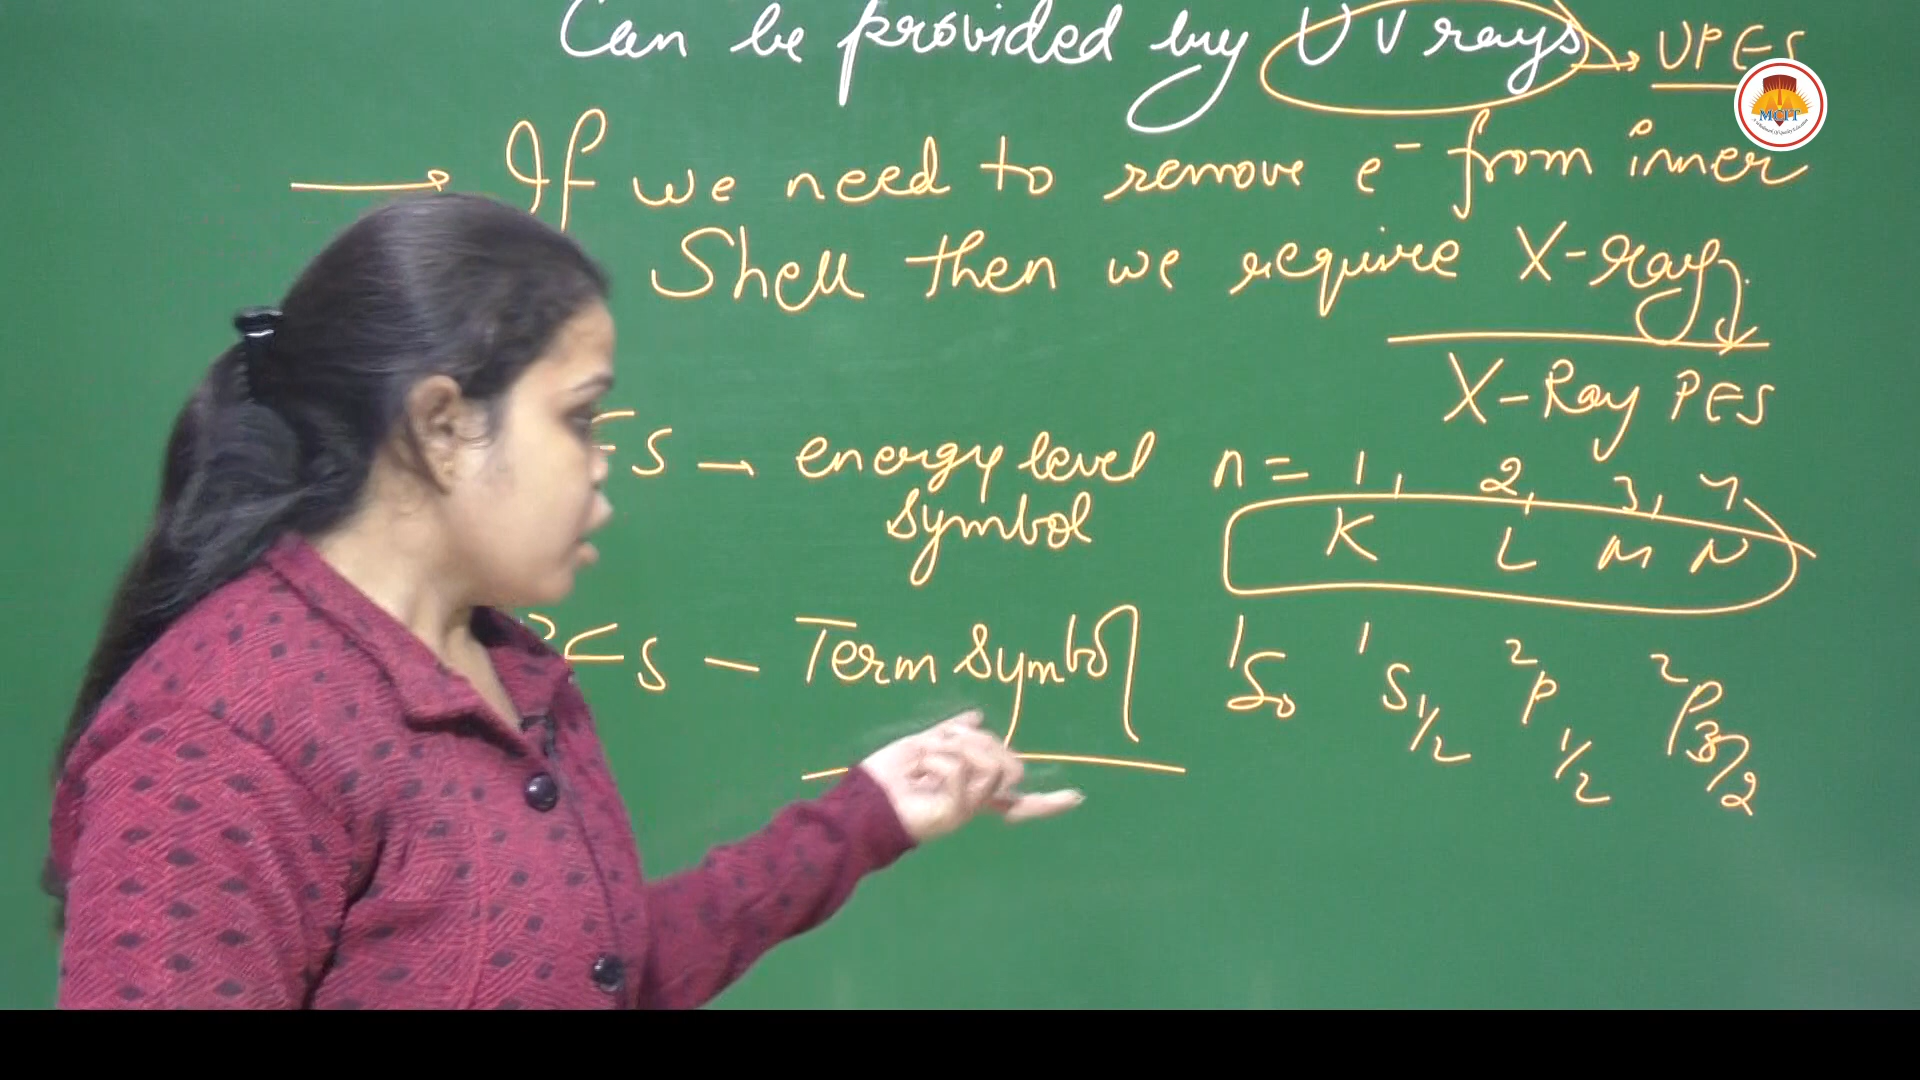 Can be provided by UV rays → UPES
→ If we need to remove e⁻ from inner
Shell then we require X-ray.
X-Ray PES
ES → energy level n = 1, 2, 3, 4
symbol K L M N
PES — Term Symbol ¹S₀ ¹S₁/₂ ²P₁/₂ ²P₃/₂
MCIT